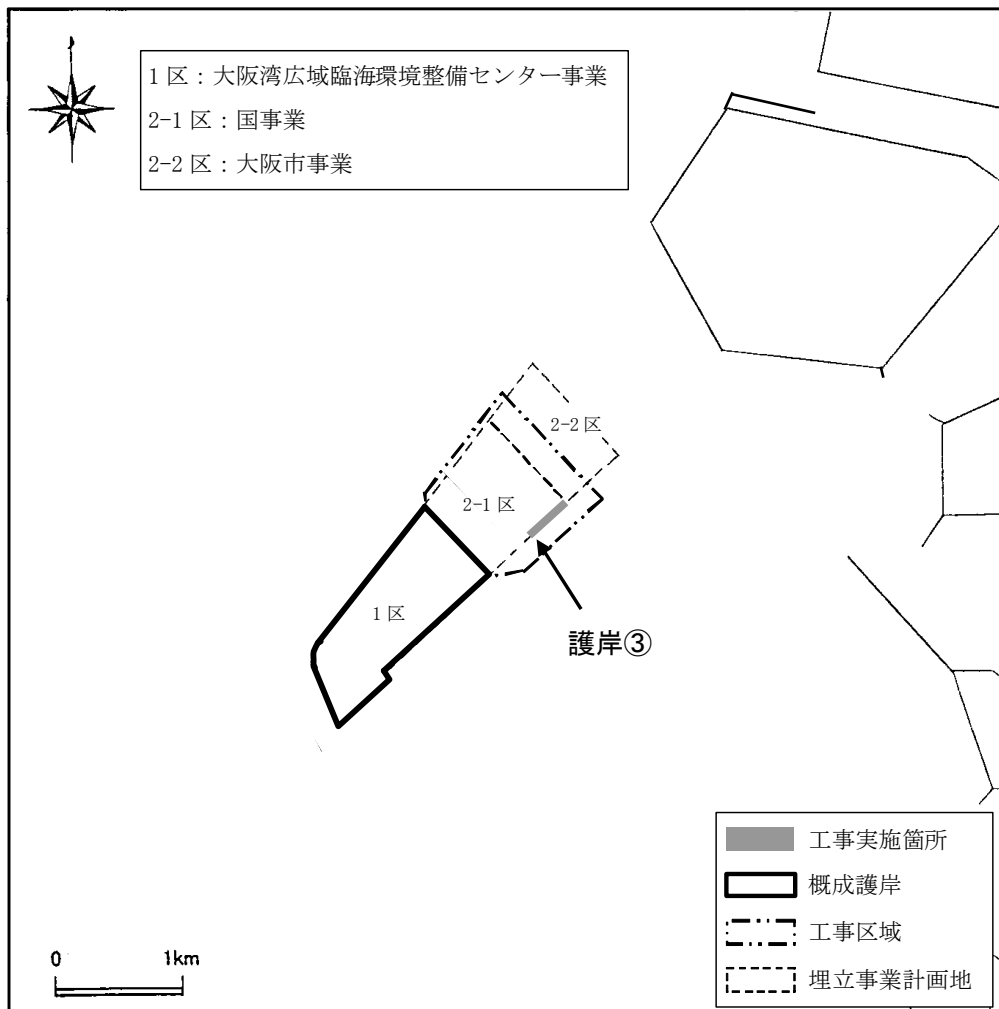 1区：大阪湾広域臨海環境整備センター事業
2-1区：国事業
2-2区：大阪市事業
2-2区
2-1区
1区
護岸③
工事実施箇所
概成護岸
工事区域
埋立事業計画地
0 1km